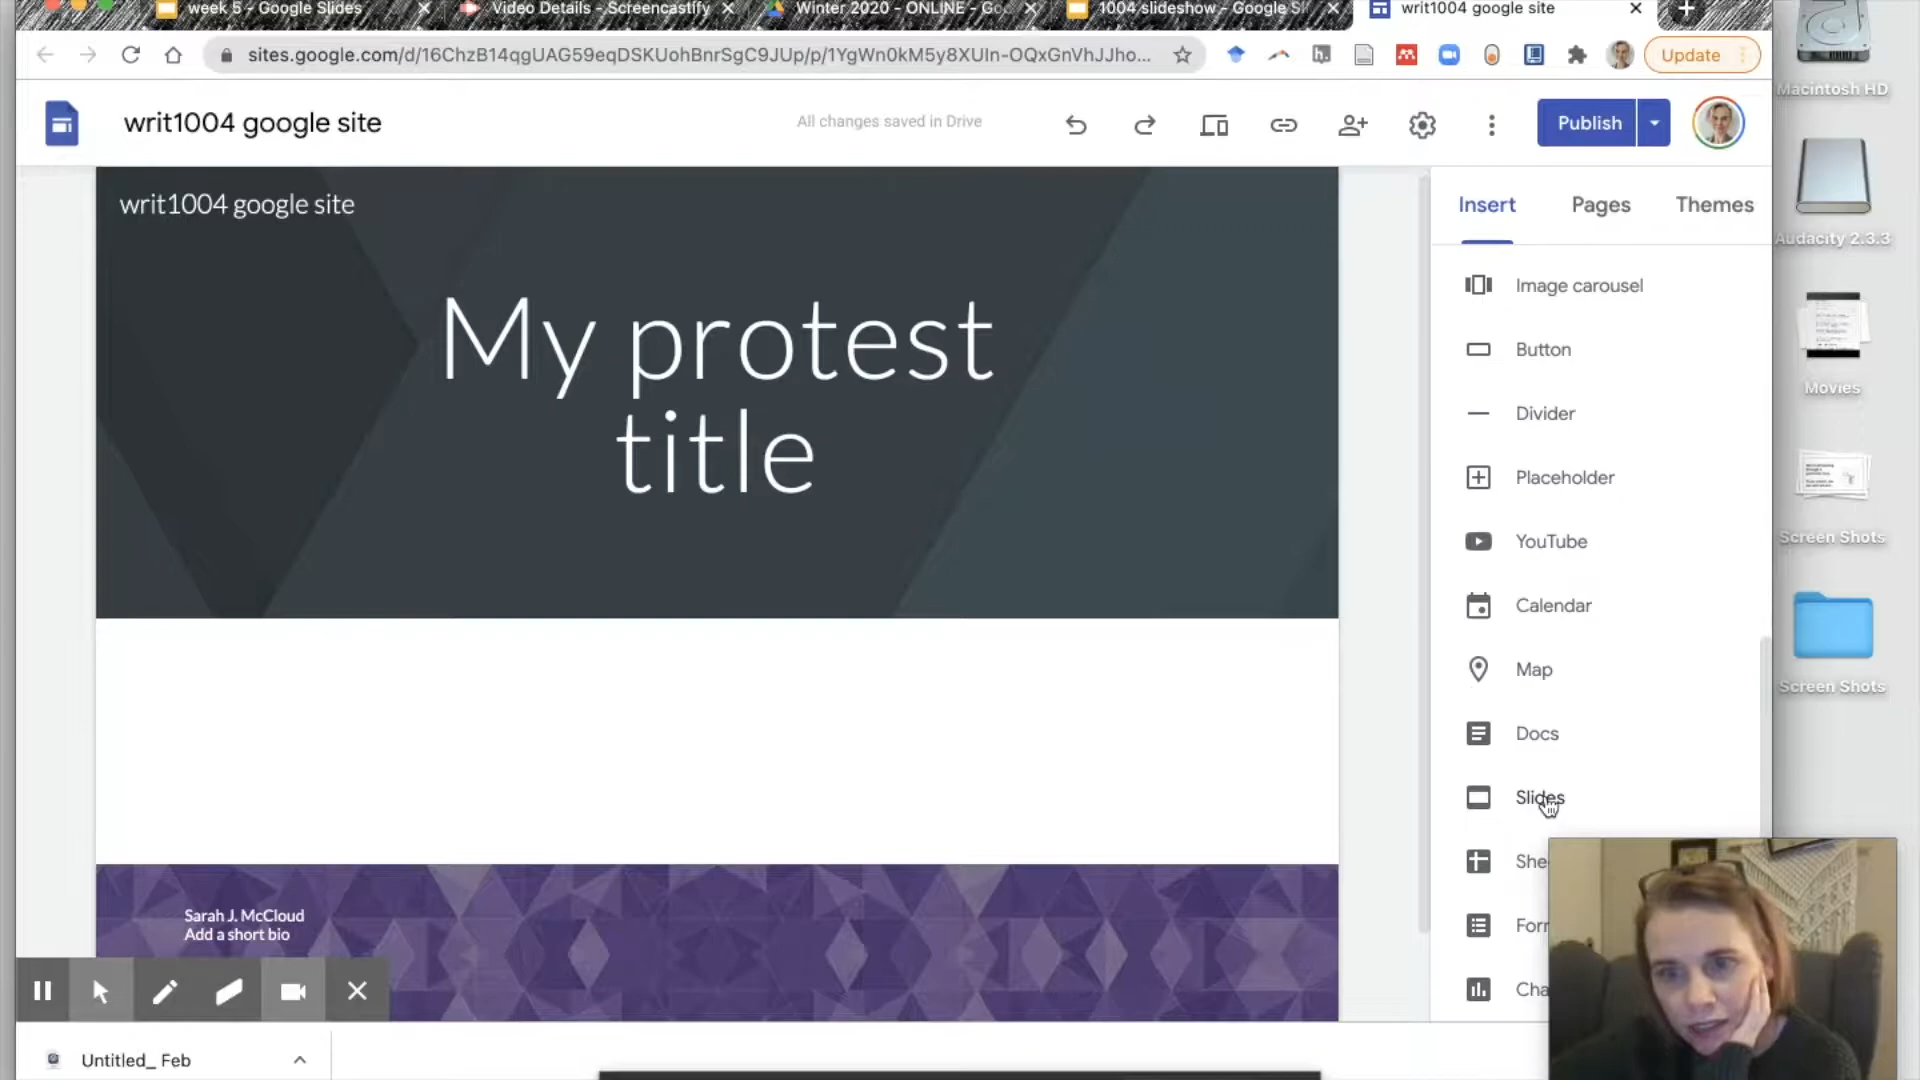 week 5 - Google Slides
Video Details - Screencastify
Winter 2020 - ONLINE - Go
1004 slideshow - Google Sl
writ1004 google site
sites.google.com/d/16ChzB14qgUAG59eqDSKUohBnrSgC9JUp/p/1YgWn0kM5y8XUIn-OQxGnVhJJho...
Update
writ1004 google site
All changes saved in Drive
Publish
writ1004 google site
My protest
title
Sarah J. McCloud
Add a short bio
Insert
Pages
Themes
Image carousel
Button
Divider
Placeholder
YouTube
Calendar
Map
Docs
Slides
She
For
Cha
Macintosh HD
Audacity 2.3.3
Movies
Screen Shots
Screen Shots
Untitled_ Feb